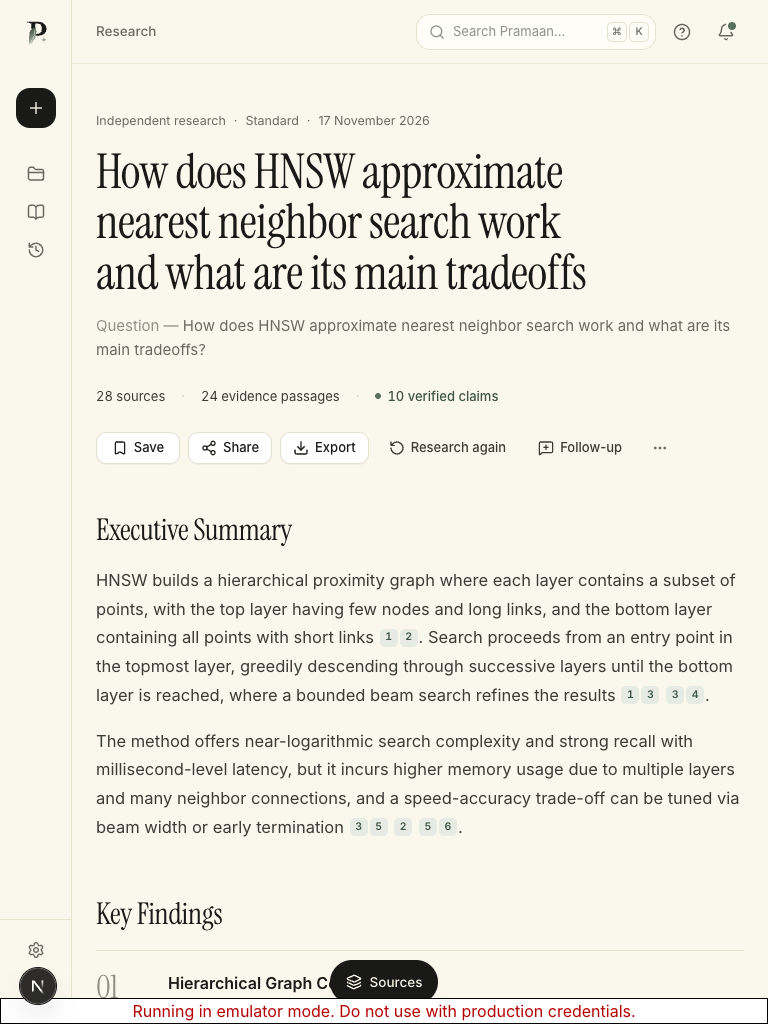 P
Research
Search Pramaan...
⌘ K
Independent research · Standard · 17 November 2026
How does HNSW approximate
nearest neighbor search work
and what are its main tradeoffs
Question — How does HNSW approximate nearest neighbor search work and what are its
main tradeoffs?
28 sources · 24 evidence passages · • 10 verified claims
Save Share Export Research again Follow-up ...
Executive Summary
HNSW builds a hierarchical proximity graph where each layer contains a subset of
points, with the top layer having few nodes and long links, and the bottom layer
containing all points with short links 1 2 . Search proceeds from an entry point in
the topmost layer, greedily descending through successive layers until the bottom
layer is reached, where a bounded beam search refines the results 1 3 3 4 .
The method offers near-logarithmic search complexity and strong recall with
millisecond-level latency, but it incurs higher memory usage due to multiple layers
and many neighbor connections, and a speed-accuracy trade-off can be tuned via
beam width or early termination 3 5 2 5 6 .
Key Findings
01 Hierarchical Graph
Sources
N
Running in emulator mode. Do not use with production credentials.